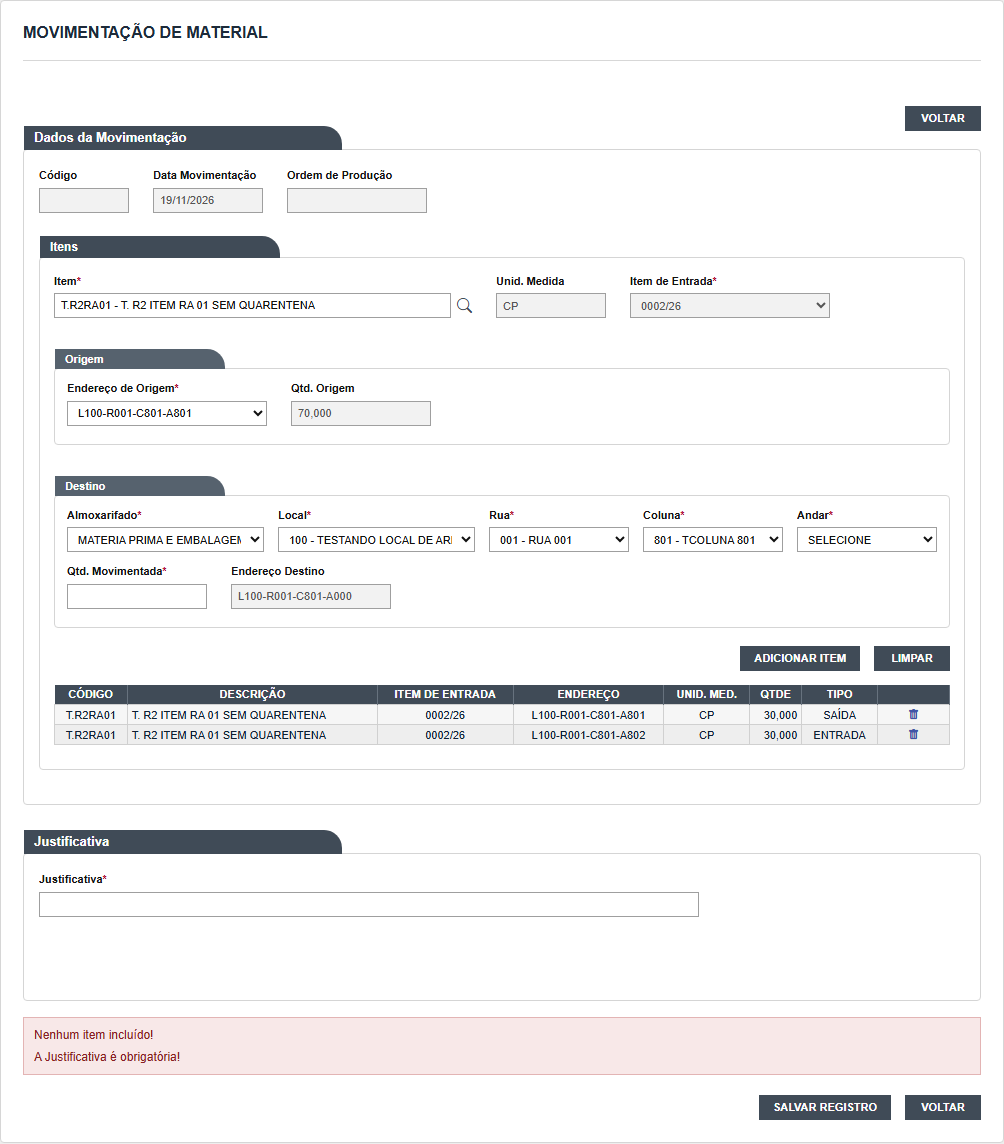 MOVIMENTAÇÃO DE MATERIAL
VOLTAR
Dados da Movimentação
Código Data Movimentação Ordem de Produção
19/11/2026
Itens
Item* Unid. Medida Item de Entrada*
T.R2RA01 - T. R2 ITEM RA 01 SEM QUARENTENA CP 0002/26
Origem
Endereço de Origem* Qtd. Origem
L100-R001-C801-A801 70,000
Destino
Almoxarifado* Local* Rua* Coluna* Andar*
MATERIA PRIMA E EMBALAGEM 100 - TESTANDO LOCAL DE AR 001 - RUA 001 801 - TCOLUNA 801 SELECIONE
Qtd. Movimentada* Endereço Destino
L100-R001-C801-A000
ADICIONAR ITEM LIMPAR
CÓDIGO DESCRIÇÃO ITEM DE ENTRADA ENDEREÇO UNID. MED. QTDE TIPO
T.R2RA01 T. R2 ITEM RA 01 SEM QUARENTENA 0002/26 L100-R001-C801-A801 CP 30,000 SAÍDA
T.R2RA01 T. R2 ITEM RA 01 SEM QUARENTENA 0002/26 L100-R001-C801-A802 CP 30,000 ENTRADA
Justificativa
Justificativa*
Nenhum item incluído!
A Justificativa é obrigatória!
SALVAR REGISTRO VOLTAR